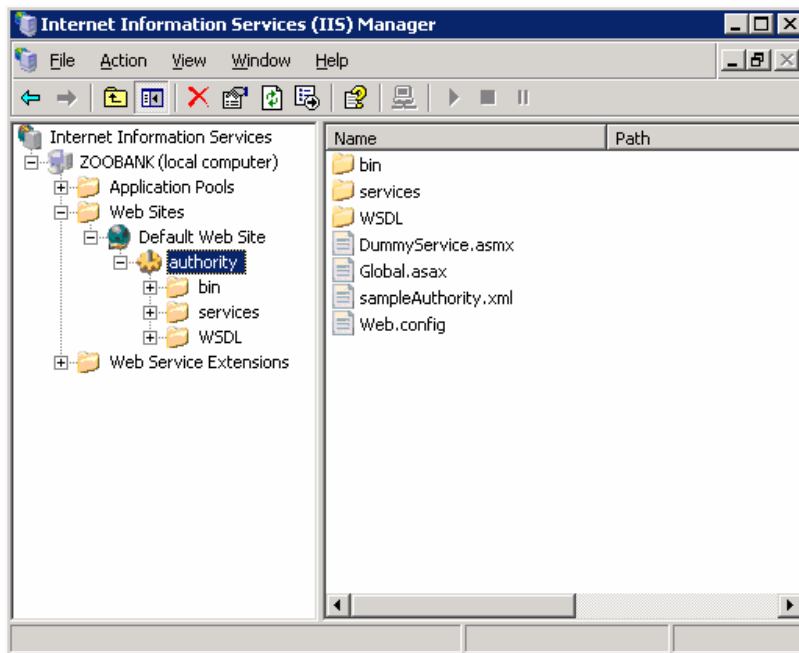 Internet Information Services (IIS) Manager
File Action View Window Help
Internet Information Services
ZOOBANK (local computer)
Application Pools
Web Sites
Default Web Site
authority
bin
services
WSDL
Web Service Extensions
Name Path
bin
services
WSDL
DummyService.asmx
Global.asax
sampleAuthority.xml
Web.config